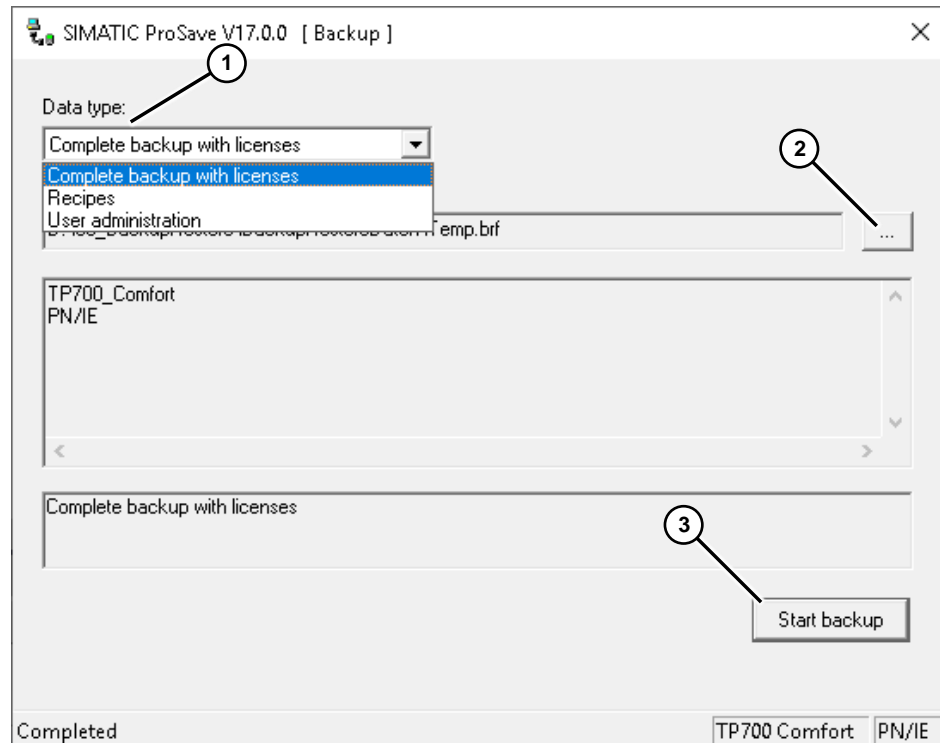 SIMATIC ProSave V17.0.0 [ Backup ]
1
Data type:
Complete backup with licenses
2
Complete backup with licenses
Recipes
User administration
Temp.brf
...
TP700_Comfort
PN/IE
Complete backup with licenses
3
Start backup
Completed
TP700 Comfort
PN/IE